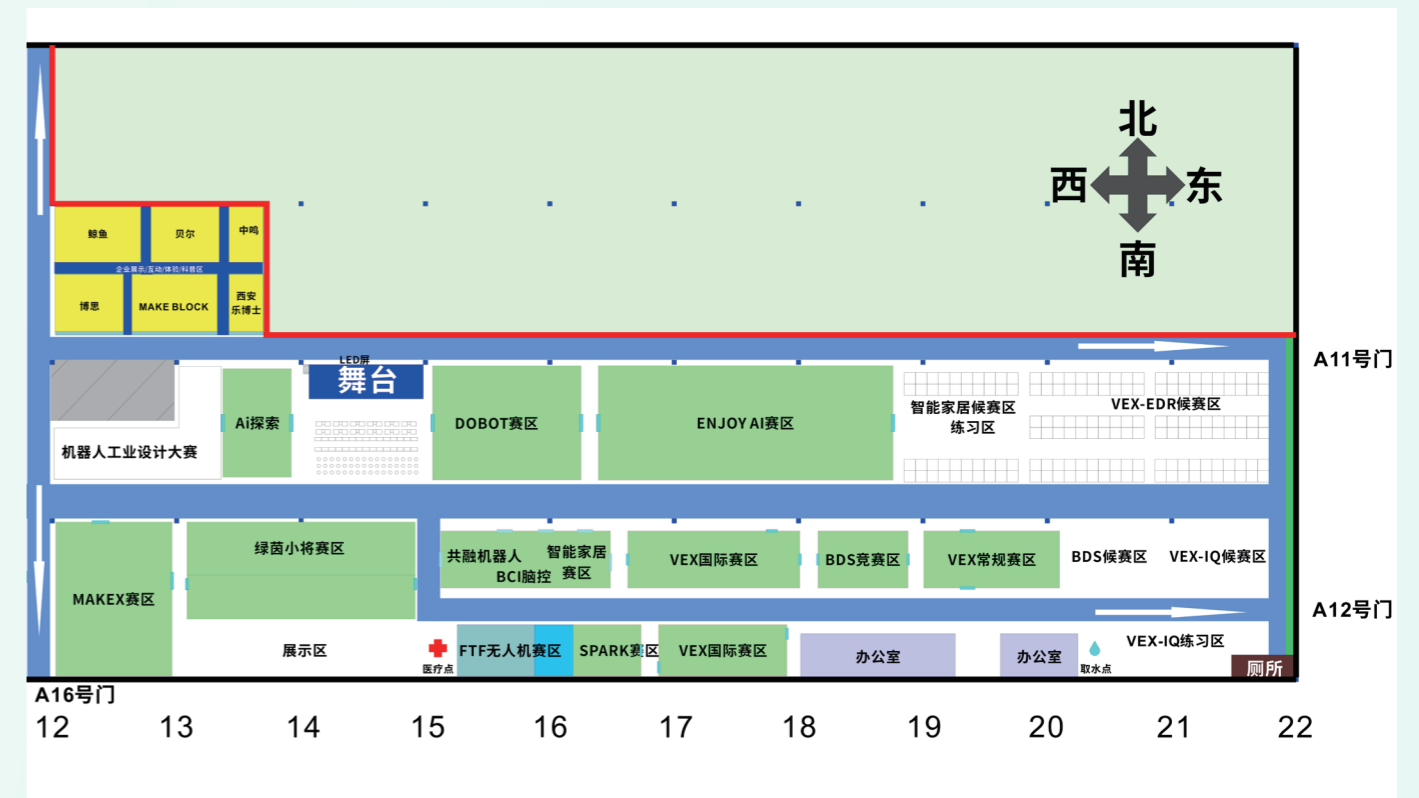 北
西
东
南
鲸鱼
贝尔
中鸣
企业展示/互动/体验/科普区
博思
MAKE BLOCK
西安
乐博士
A11号门
LED屏
舞台
机器人工业设计大赛
Ai探索
DOBOT赛区
ENJOY AI赛区
智能家居候赛区
练习区
VEX-EDR候赛区
MAKEX赛区
绿茵小将赛区
共融机器人
BCI脑控
智能家居
赛区
VEX国际赛区
BDS竞赛区
VEX常规赛区
BDS候赛区
VEX-IQ候赛区
A12号门
展示区
医疗点
FTF无人机赛区
SPARK赛区
VEX国际赛区
办公室
办公室
取水点
VEX-IQ练习区
厕所
A16号门
12
13
14
15
16
17
18
19
20
21
22